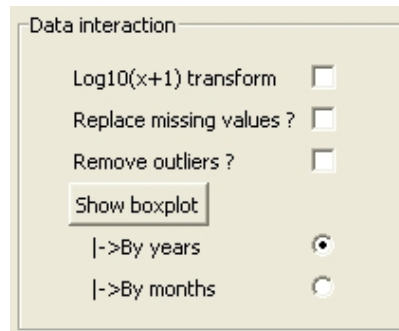 Data interaction
Log10(x+1) transform
Replace missing values ?
Remove outliers ?
Show boxplot
|->By years
|->By months